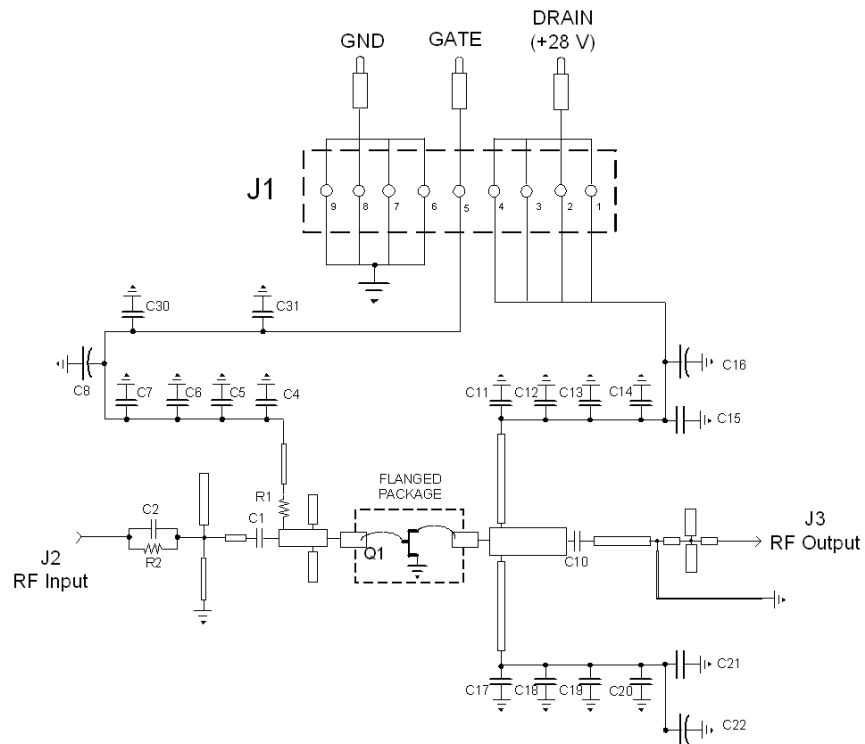 DRAIN
(+28 V)
GND
GATE
J1
9
8
7
6
5
4
3
2
1
C30
C31
C8
C16
C7
C6
C5
C4
C11
C12
C13
C14
C15
FLANGED
PACKAGE
R1
C2
C1
R2
Q1
C10
J2
RF Input
J3
RF Output
C17
C18
C19
C20
C21
C22